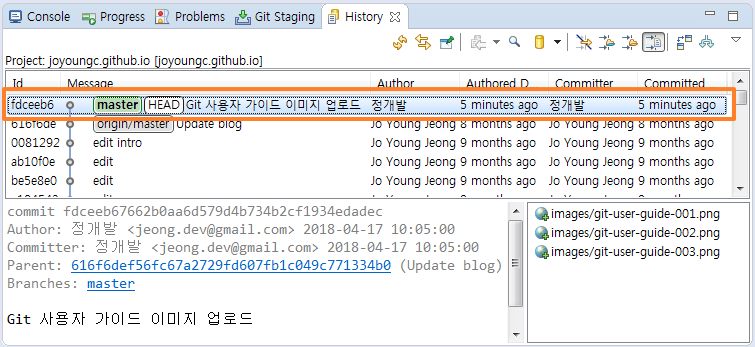 Console Progress Problems Git Staging History
Project: joyoungc.github.io [joyoungc.github.io]
Id Message Author Authored D Committer Committed
fdceeb6 master HEAD Git 사용자 가이드 이미지 업로드 정개발 5 minutes ago 정개발 5 minutes ago
616f6de origin/master Update blog Jo Young Jeong 9 months ago Jo Young Jeong 9 months ago
0081292 edit intro Jo Young Jeong 9 months ago Jo Young Jeong 9 months ago
ab10f0e edit Jo Young Jeong 9 months ago Jo Young Jeong 9 months ago
be5e8e0 edit Jo Young Jeong 9 months ago Jo Young Jeong 9 months ago
commit fdceeb67662b0aa6d579d4b734b2cf1934edadec
Author: 정개발 <jeong.dev@gmail.com> 2018-04-17 10:05:00
Committer: 정개발 <jeong.dev@gmail.com> 2018-04-17 10:05:00
Parent: 616f6def56fc67a2729fd607fb1c049c771334b0 (Update blog)
Branches: master
Git 사용자 가이드 이미지 업로드
images/git-user-guide-001.png
images/git-user-guide-002.png
images/git-user-guide-003.png